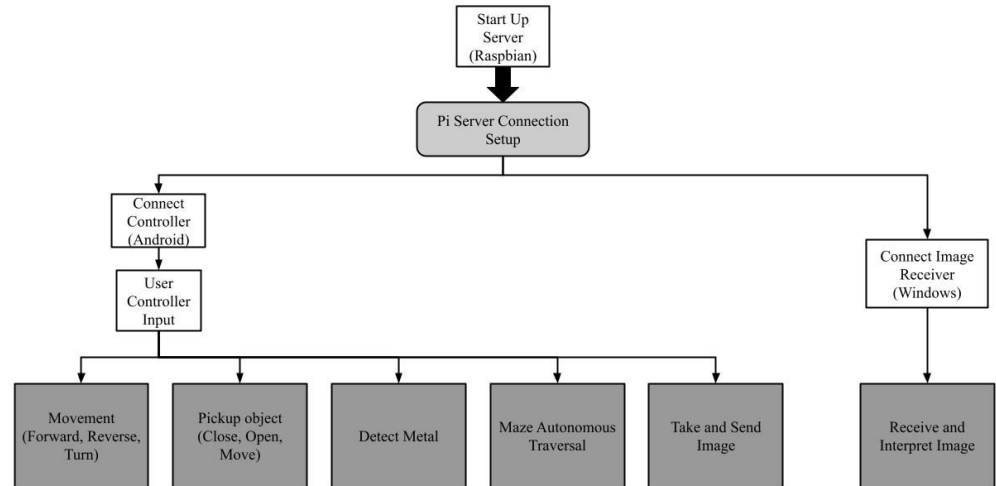 Start Up
Server
(Raspbian)
Pi Server Connection
Setup
Connect
Controller
(Android)
Connect Image
Receiver
(Windows)
User
Controller
Input
Movement
(Forward, Reverse,
Turn)
Pickup object
(Close, Open,
Move)
Detect Metal
Maze Autonomous
Traversal
Take and Send
Image
Receive and
Interpret Image